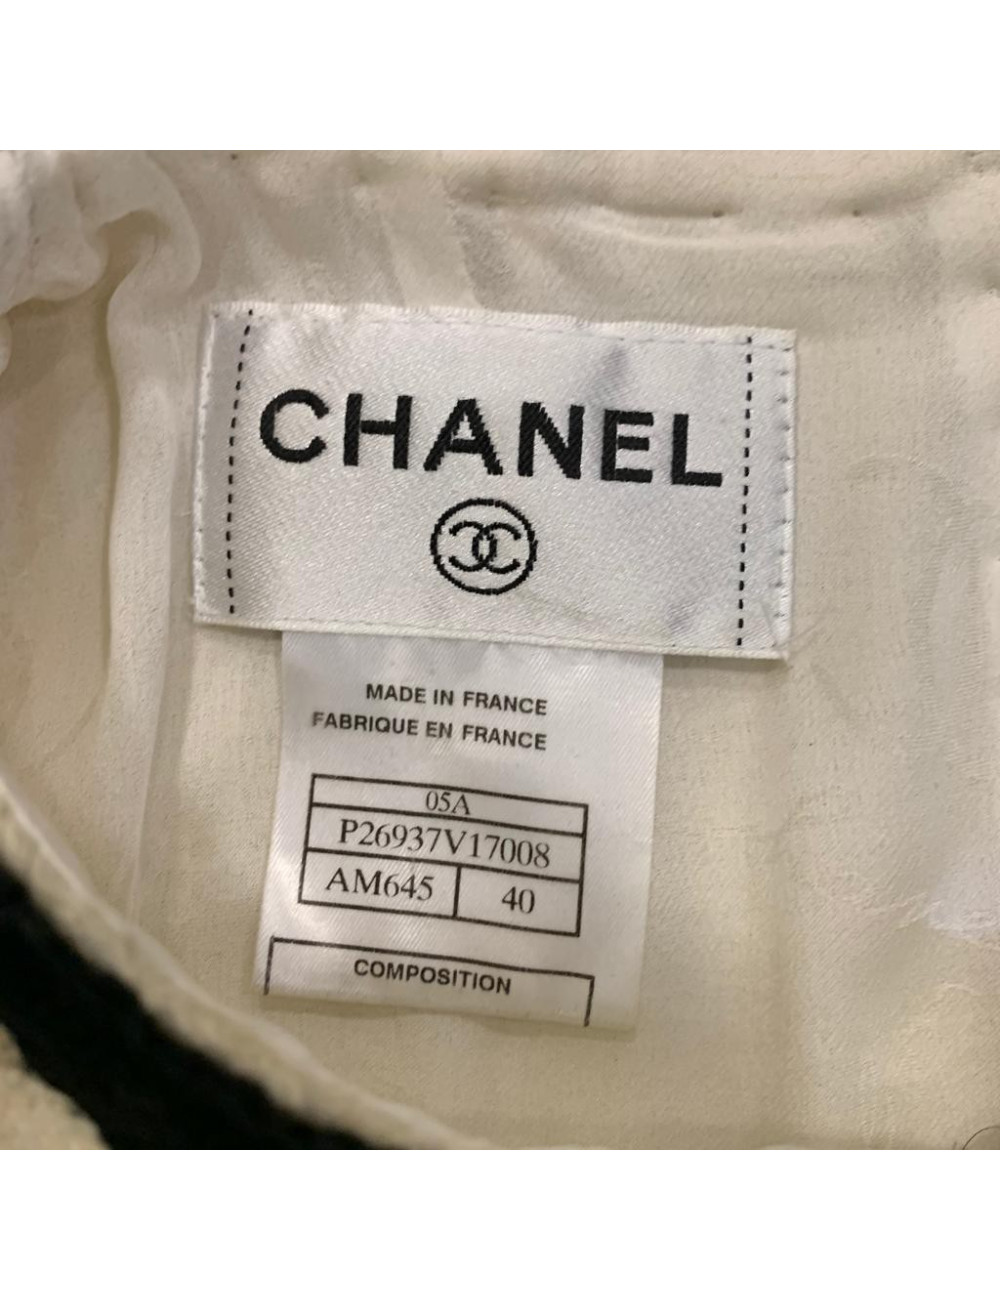 CHANEL
MADE IN FRANCE
FABRIQUE EN FRANCE
05A
P26937V17008
AM645 40
COMPOSITION